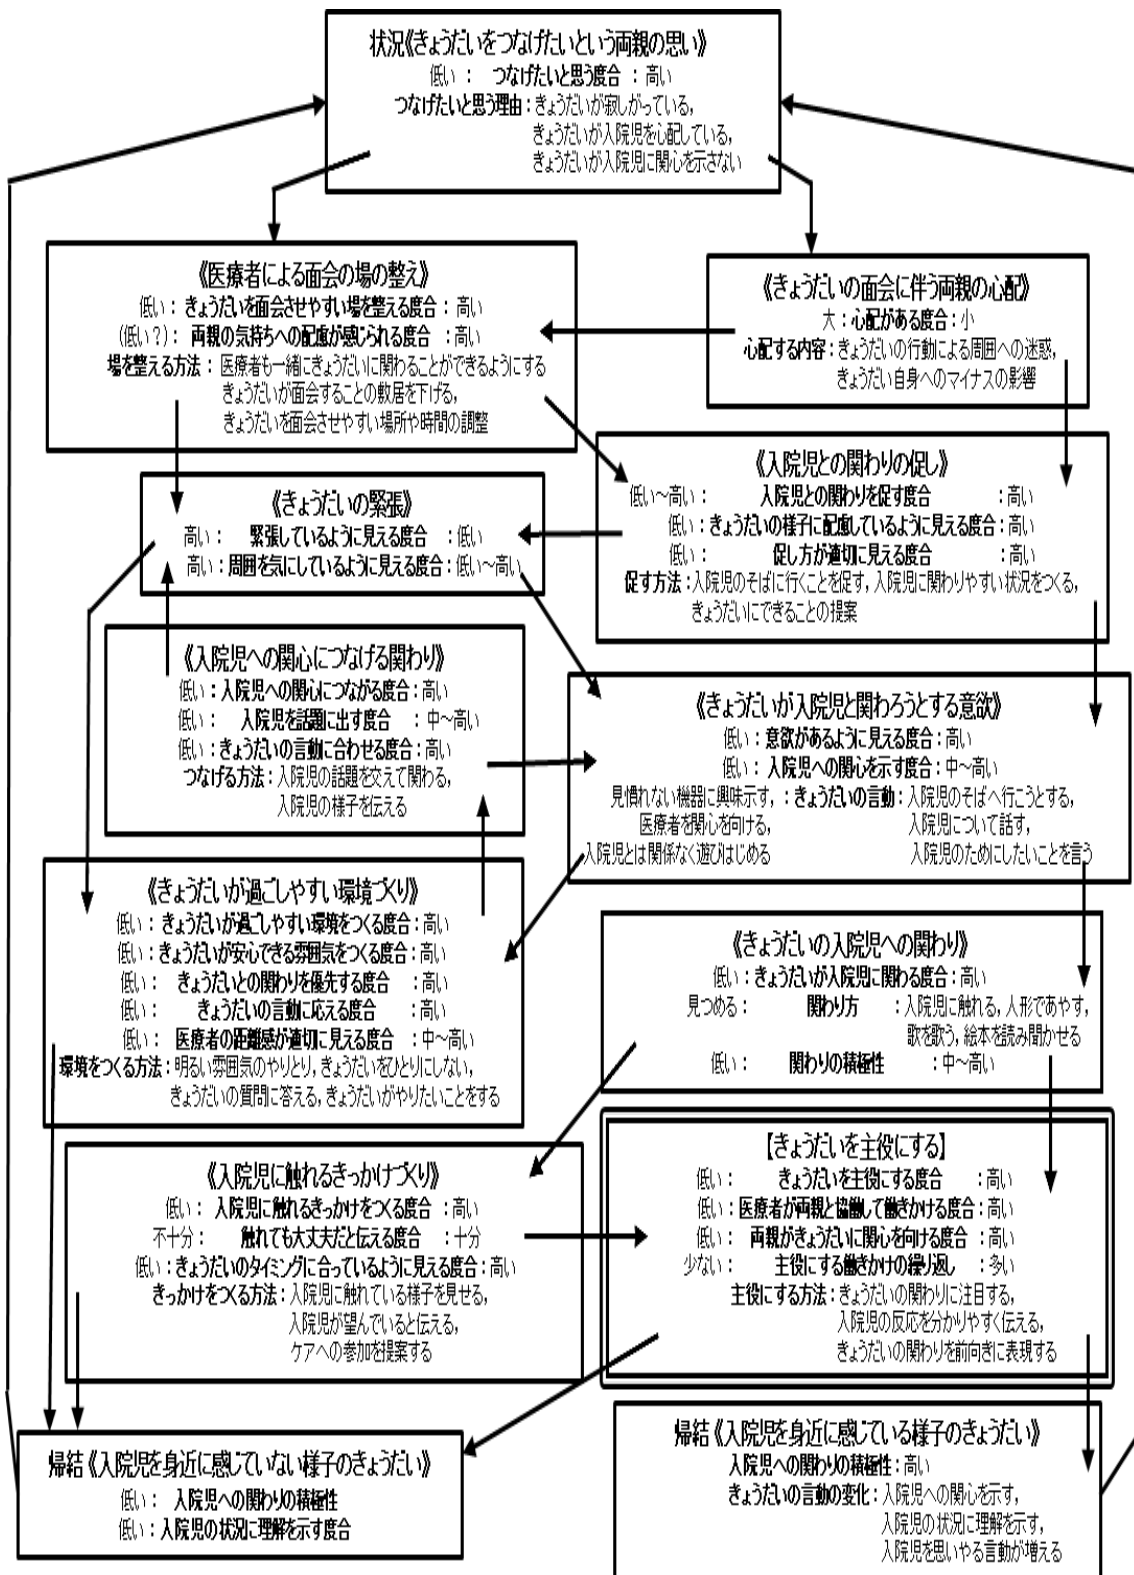 状況《きょうだいをつなげたいという両親の思い》
低い： つなげたいと思う度合 ：高い
つなげたいと思う理由：きょうだいが寂しがっている，
きょうだいが入院児を心配している，
きょうだいが入院児に関心を示さない
《医療者による面会の場の整え》
低い：きょうだいを面会させやすい場を整える度合：高い
(低い？)：両親の気持ちへの配慮が感じられる度合：高い
場を整える方法：医療者も一緒にきょうだいに関わることができるようにする
きょうだいが面会することの敷居を下げる，
きょうだいを面会させやすい場所や時間の調整
《きょうだいの面会に伴う両親の心配》
大：心配がある度合：小
心配する内容：きょうだいの行動による周囲への迷惑，
きょうだい自身へのマイナスの影響
《入院児との関わりの促し》
低い～高い： 入院児との関わりを促す度合 ：高い
低い：きょうだいの様子に配慮しているように見える度合：高い
低い： 促し方が適切に見える度合 ：高い
促す方法：入院児のそばに行くことを促す，入院児に関わりやすい状況をつくる，
きょうだいにできることの提案
《きょうだいの緊張》
高い： 緊張しているように見える度合 ：低い
高い：周囲を気にしているように見える度合：低い～高い
《入院児への関心につなげる関わり》
低い：入院児への関心につながる度合：高い
低い： 入院児を話題に出す度合 ：中～高い
低い：きょうだいの言動に合わせる度合：高い
つなげる方法：入院児の話題を交えて関わる，
入院児の様子を伝える
《きょうだいが入院児と関わろうとする意欲》
低い：意欲があるように見える度合：高い
低い：入院児への関心を示す度合：中～高い
見慣れない機器に興味示す，：きょうだいの言動：入院児のそばへ行こうとする，
医療者を関心を向ける， 入院児について話す，
入院児とは関係なく遊びはじめる 入院児のためにしたいことを言う
《きょうだいが過ごしやすい環境づくり》
低い：きょうだいが過ごしやすい環境をつくる度合：高い
低い：きょうだいが安心できる雰囲気をつくる度合：高い
低い： きょうだいとの関わりを優先する度合 ：高い
低い： きょうだいの言動に応える度合 ：高い
低い： 医療者の距離感が適切に見える度合 ：中～高い
環境をつくる方法：明るい雰囲気のやりとり，きょうだいをひとりにしない，
きょうだいの質問に答える，きょうだいがやりたいことをする
《きょうだいの入院児への関わり》
低い：きょうだいが入院児に関わる度合：高い
見つめる： 関わり方 ：入院児に触れる，人形であやす，
歌を歌う，絵本を読み聞かせる
低い： 関わりの積極性 ：中～高い
《入院児に触れるきっかけづくり》
低い： 入院児に触れるきっかけをつくる度合 ：高い
不十分： 触れても大丈夫だと伝える度合 ：十分
低い：きょうだいのタイミングに合っているように見える度合：高い
きっかけをつくる方法：入院児に触れている様子を見せる，
入院児が望んでいると伝える，
ケアへの参加を提案する
【きょうだいを主役にする】
低い： きょうだいを主役にする度合 ：高い
低い：医療者が両親と協働して働きかける度合：高い
低い： 両親がきょうだいに関心を向ける度合 ：高い
少ない： 主役にする働きかけの繰り返し ：多い
主役にする方法：きょうだいの関わりに注目する，
入院児の反応を分かりやすく伝える，
きょうだいの関わりを前向きに表現する
帰結《入院児を身近に感じていない様子のきょうだい》
低い： 入院児への関わりの積極性
低い：入院児の状況に理解を示す度合
帰結《入院児を身近に感じている様子のきょうだい》
入院児への関わりの積極性：高い
きょうだいの言動の変化：入院児への関心を示す，
入院児の状況に理解を示す，
入院児を思いやる言動が増える